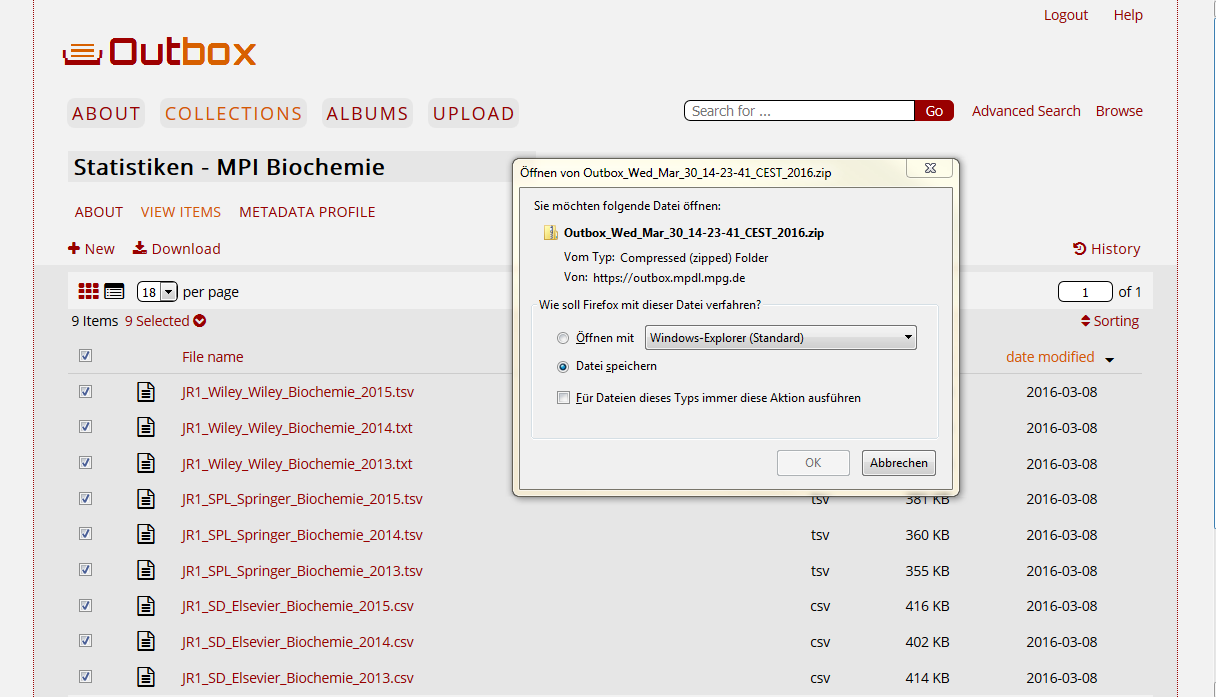 Logout Help
Outbox
ABOUT COLLECTIONS ALBUMS UPLOAD
Search for ... Go Advanced Search Browse
Statistiken - MPI Biochemie
ABOUT VIEW ITEMS METADATA PROFILE
New Download History
18 per page 1 of 1
9 Items 9 Selected Sorting
File name date modified
JR1_Wiley_Wiley_Biochemie_2015.tsv 2016-03-08
JR1_Wiley_Wiley_Biochemie_2014.txt 2016-03-08
JR1_Wiley_Wiley_Biochemie_2013.txt 2016-03-08
JR1_SPL_Springer_Biochemie_2015.tsv tsv 381 KB 2016-03-08
JR1_SPL_Springer_Biochemie_2014.tsv tsv 360 KB 2016-03-08
JR1_SPL_Springer_Biochemie_2013.tsv tsv 355 KB 2016-03-08
JR1_SD_Elsevier_Biochemie_2015.csv csv 416 KB 2016-03-08
JR1_SD_Elsevier_Biochemie_2014.csv csv 402 KB 2016-03-08
JR1_SD_Elsevier_Biochemie_2013.csv csv 414 KB 2016-03-08
Öffnen von Outbox_Wed_Mar_30_14-23-41_CEST_2016.zip
Sie möchten folgende Datei öffnen:
Outbox_Wed_Mar_30_14-23-41_CEST_2016.zip
Vom Typ: Compressed (zipped) Folder
Von: https://outbox.mpdl.mpg.de
Wie soll Firefox mit dieser Datei verfahren?
Öffnen mit Windows-Explorer (Standard)
Datei speichern
Für Dateien dieses Typs immer diese Aktion ausführen
OK Abbrechen